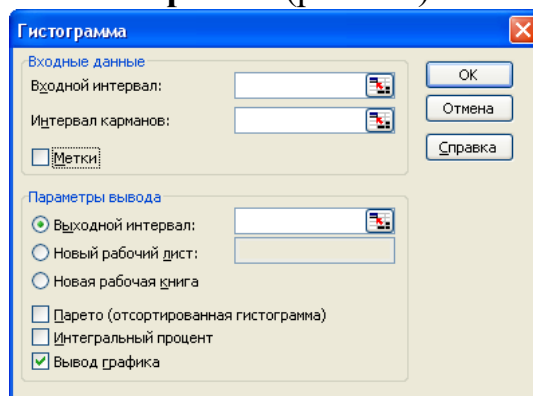 Гистограмма
Входные данные
Входной интервал:
Интервал карманов:
Метки
ОК
Отмена
Справка
Параметры вывода
Выходной интервал:
Новый рабочий лист:
Новая рабочая книга
Парето (отсортированная гистограмма)
Интегральный процент
Вывод графика